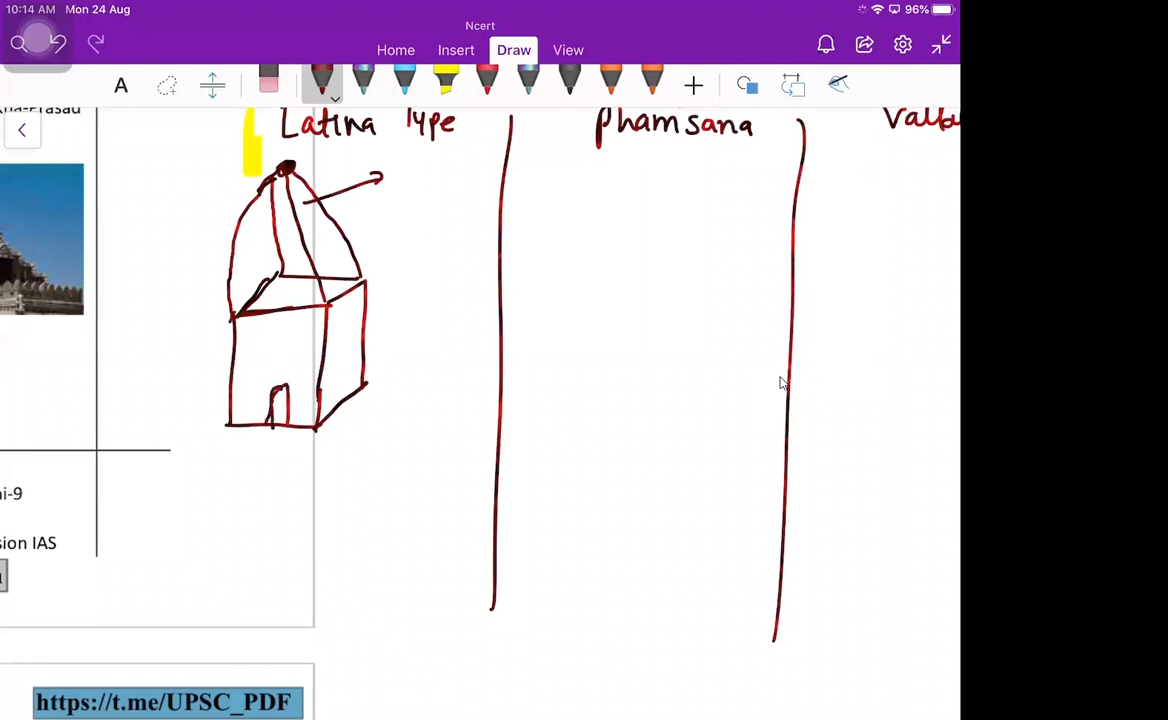 10:14 AM Mon 24 Aug
96%
Ncert
Home Insert Draw View
A
Latina Type
phamsana
ni-9
sion IAS
https://t.me/UPSC_PDF